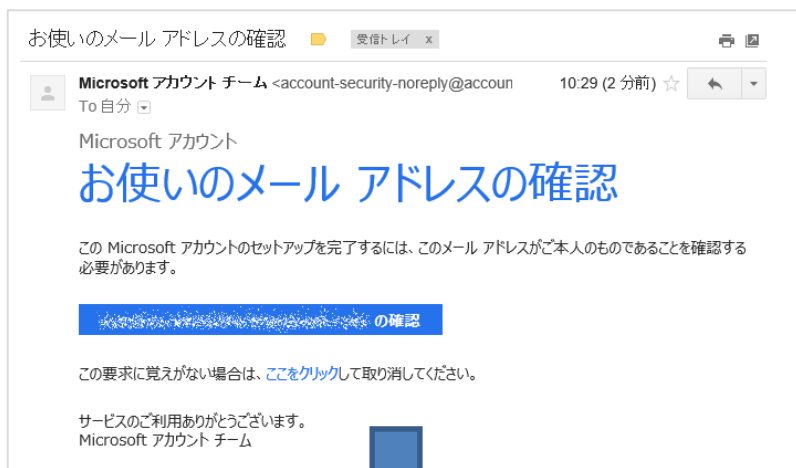 お使いのメール アドレスの確認
受信トレイ x
Microsoft アカウント チーム <account-security-noreply@accoun
10:29 (2 分前)
To 自分
Microsoft アカウント
お使いのメール アドレスの確認
この Microsoft アカウントのセットアップを完了するには、このメール アドレスがご本人のものであることを確認する
必要があります。
の確認
この要求に覚えがない場合は、ここをクリックして取り消してください。
サービスのご利用ありがとうございます。
Microsoft アカウント チーム